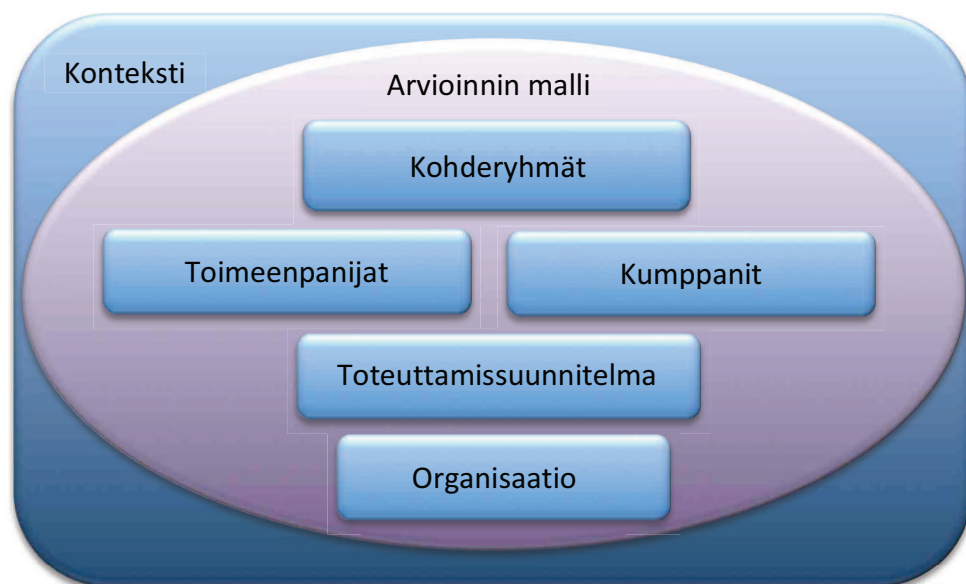 Konteksti
Arvioinnin malli
Kohderyhmät
Toimeenpanijat
Kumppanit
Toteuttamissuunnitelma
Organisaatio